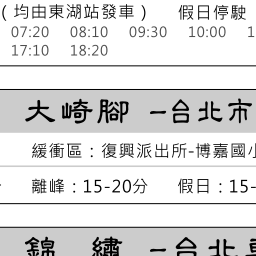 （均由東湖站發車） 假日停駛
07:20 08:10 09:30 10:00
17:10 18:20
大崎腳 –台北市
緩衝區：復興派出所-博嘉國小
離峰：15-20分 假日：15-
錦 繡 –台北